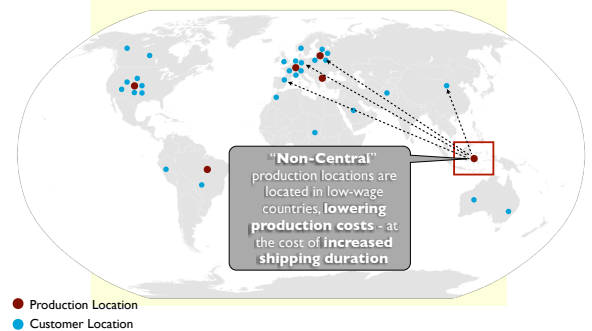 “Non-Central”
production locations are
located in low-wage
countries, lowering
production costs - at
the cost of increased
shipping duration
Production Location
Customer Location